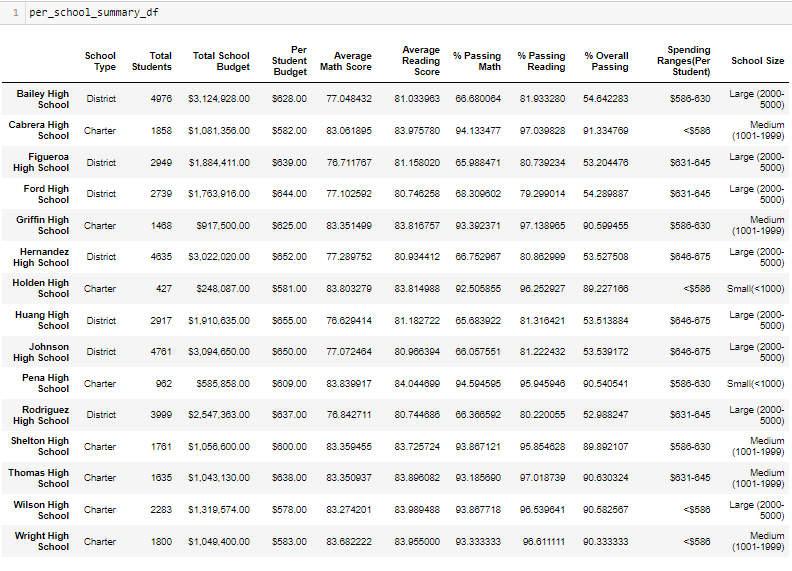 1 per_school_summary_df
School Type Total Students Total School Budget Per Student Budget Average Math Score Average Reading Score % Passing Math % Passing Reading % Overall Passing Spending Ranges(Per Student) School Size
Bailey High School District 4976 $3,124,928.00 $628.00 77.048432 81.033963 66.680064 81.933280 54.642283 $586-630 Large (2000-5000)
Cabrera High School Charter 1858 $1,081,356.00 $582.00 83.061895 83.975780 94.133477 97.039828 91.334769 <$586 Medium (1001-1999)
Figueroa High School District 2949 $1,884,411.00 $639.00 76.711767 81.158020 65.988471 80.739234 53.204476 $631-645 Large (2000-5000)
Ford High School District 2739 $1,763,916.00 $644.00 77.102592 80.746258 68.309602 79.299014 54.289887 $631-645 Large (2000-5000)
Griffin High School Charter 1468 $917,500.00 $625.00 83.351499 83.816757 93.392371 97.138965 90.599455 $586-630 Medium (1001-1999)
Hernandez High School District 4635 $3,022,020.00 $652.00 77.289752 80.934412 66.752967 80.862999 53.527508 $646-675 Large (2000-5000)
Holden High School Charter 427 $248,087.00 $581.00 83.803279 83.814988 92.505855 96.252927 89.227166 <$586 Small(<1000)
Huang High School District 2917 $1,910,635.00 $655.00 76.629414 81.182722 65.683922 81.316421 53.513884 $646-675 Large (2000-5000)
Johnson High School District 4761 $3,094,650.00 $650.00 77.072464 80.966394 66.057551 81.222432 53.539172 $646-675 Large (2000-5000)
Pena High School Charter 962 $585,858.00 $609.00 83.839917 84.044699 94.594595 95.945946 90.540541 $586-630 Small(<1000)
Rodriguez High School District 3999 $2,547,363.00 $637.00 76.842711 80.744686 66.366592 80.220055 52.988247 $631-645 Large (2000-5000)
Shelton High School Charter 1761 $1,056,600.00 $600.00 83.359455 83.725724 93.867121 95.854628 89.892107 $586-630 Medium (1001-1999)
Thomas High School Charter 1635 $1,043,130.00 $638.00 83.350937 83.896082 93.185690 97.018739 90.630324 $631-645 Medium (1001-1999)
Wilson High School Charter 2283 $1,319,574.00 $578.00 83.274201 83.989488 93.867718 96.539641 90.582567 <$586 Large (2000-5000)
Wright High School Charter 1800 $1,049,400.00 $583.00 83.682222 83.955000 93.333333 96.611111 90.333333 <$586 Medium (1001-1999)